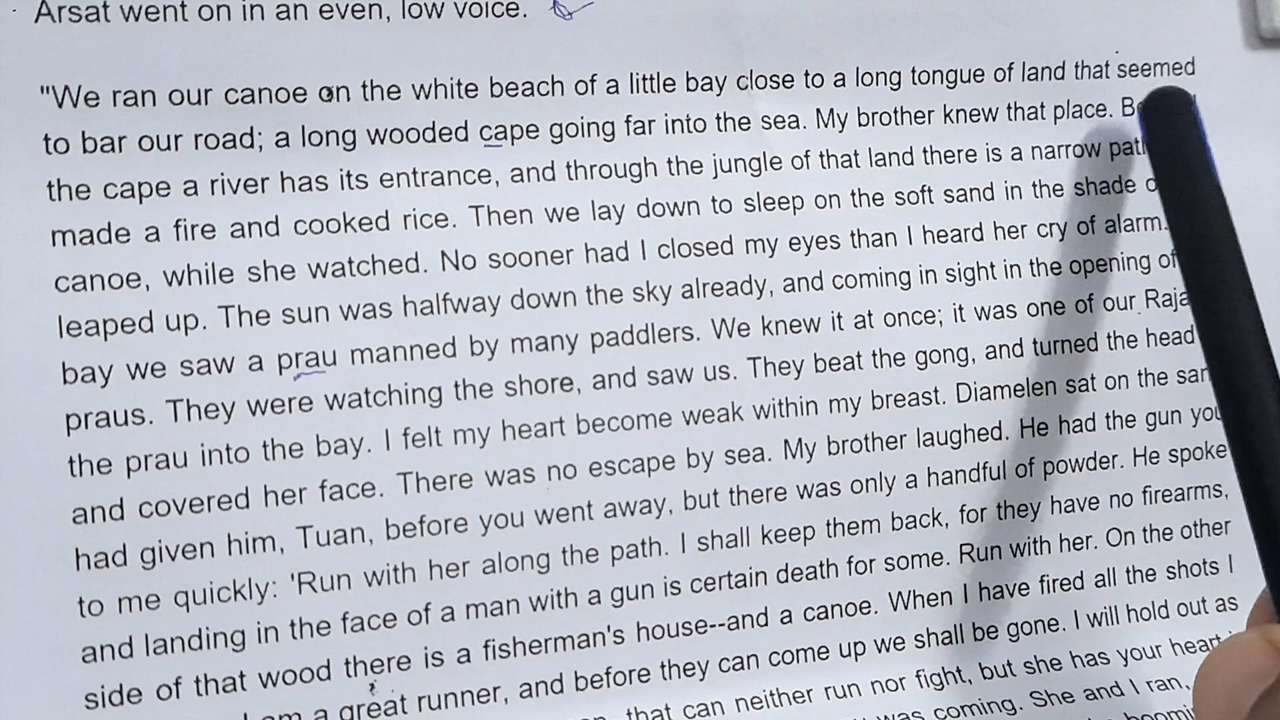 Arsat went on in an even, low voice.
"We ran our canoe on the white beach of a little bay close to a long tongue of land that seemed
to bar our road; a long wooded cape going far into the sea. My brother knew that place.
the cape a river has its entrance, and through the jungle of that land there is a narrow
made a fire and cooked rice. Then we lay down to sleep on the soft sand in the shade
canoe, while she watched. No sooner had I closed my eyes than I heard her cry of alarm.
leaped up. The sun was halfway down the sky already, and coming in sight in the opening of
bay we saw a prau manned by many paddlers. We knew it at once; it was one of our
praus. They were watching the shore, and saw us. They beat the gong, and turned the head
the prau into the bay. I felt my heart become weak within my breast. Diamelen sat on the
and covered her face. There was no escape by sea. My brother laughed. He had the gun
had given him, Tuan, before you went away, but there was only a handful of powder. He spoke
to me quickly: 'Run with her along the path. I shall keep them back, for they have no firearms,
and landing in the face of a man with a gun is certain death for some. Run with her. On the other
side of that wood there is a fisherman's house--and a canoe. When I have fired all the shots I
am a great runner, and before they can come up we shall be gone. I will hold out as
that can neither run nor fight, but she has your heart
was coming. She and I ran,